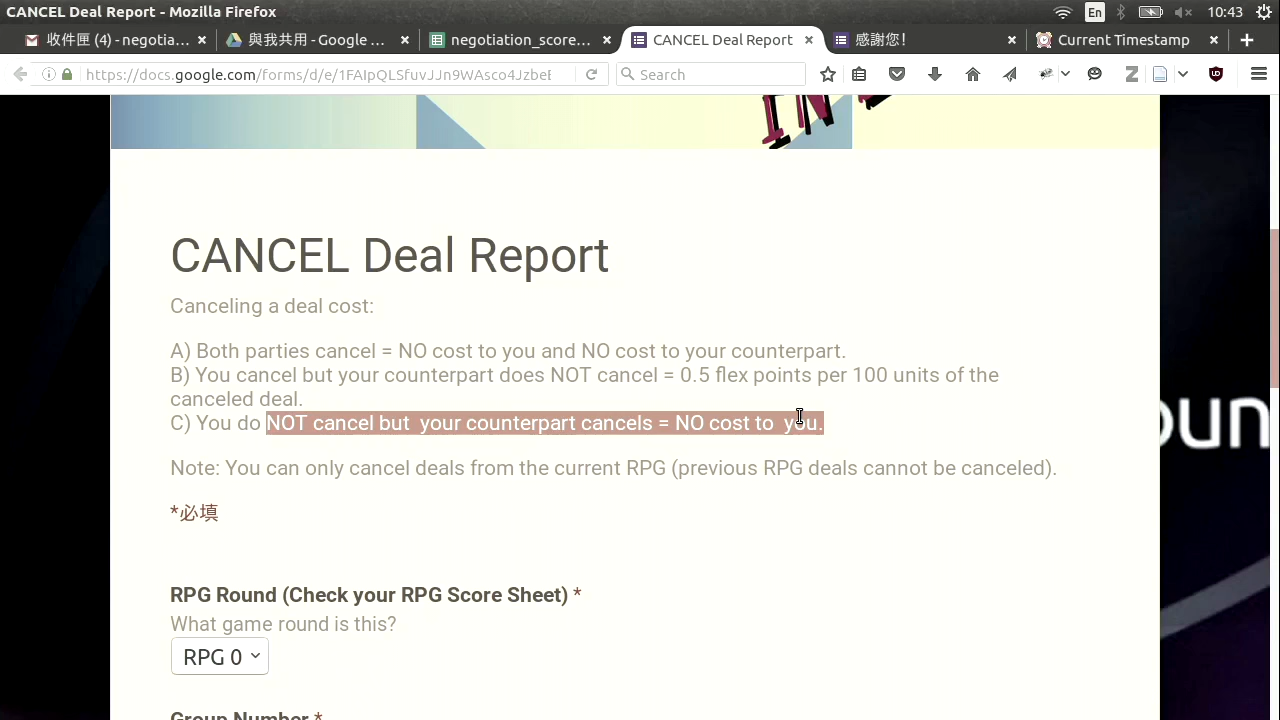 CANCEL Deal Report - Mozilla Firefox
En
10:43
收件匣 (4) - negotia...
與我共用 - Google ...
negotiation_score...
CANCEL Deal Report
感謝您!
Current Timestamp
https://docs.google.com/forms/d/e/1FAIpQLSfuvJJn9WAsco4JzbeE
Search
CANCEL Deal Report
Canceling a deal cost:
A) Both parties cancel = NO cost to you and NO cost to your counterpart.
B) You cancel but your counterpart does NOT cancel = 0.5 flex points per 100 units of the
canceled deal.
C) You do NOT cancel but  your counterpart cancels = NO cost to  you.
Note: You can only cancel deals from the current RPG (previous RPG deals cannot be canceled).
*必填
RPG Round (Check your RPG Score Sheet) *
What game round is this?
RPG 0
Group Number *